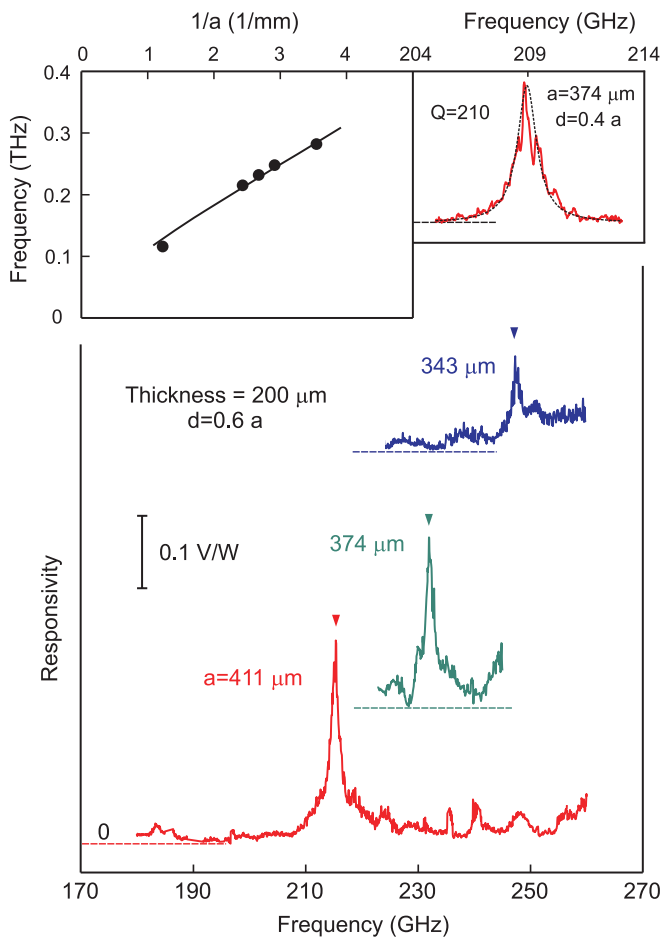 1/a (1/mm)
Frequency (GHz)
0 1 2 3 4
204 209 214
0.4
0.3
0.2
0.1
0
Frequency (THz)
Q=210
a=374 μm
d=0.4 a
343 μm
Thickness = 200 μm
d=0.6 a
0.1 V/W
374 μm
Responsivity
a=411 μm
0
170 190 210 230 250 270
Frequency (GHz)